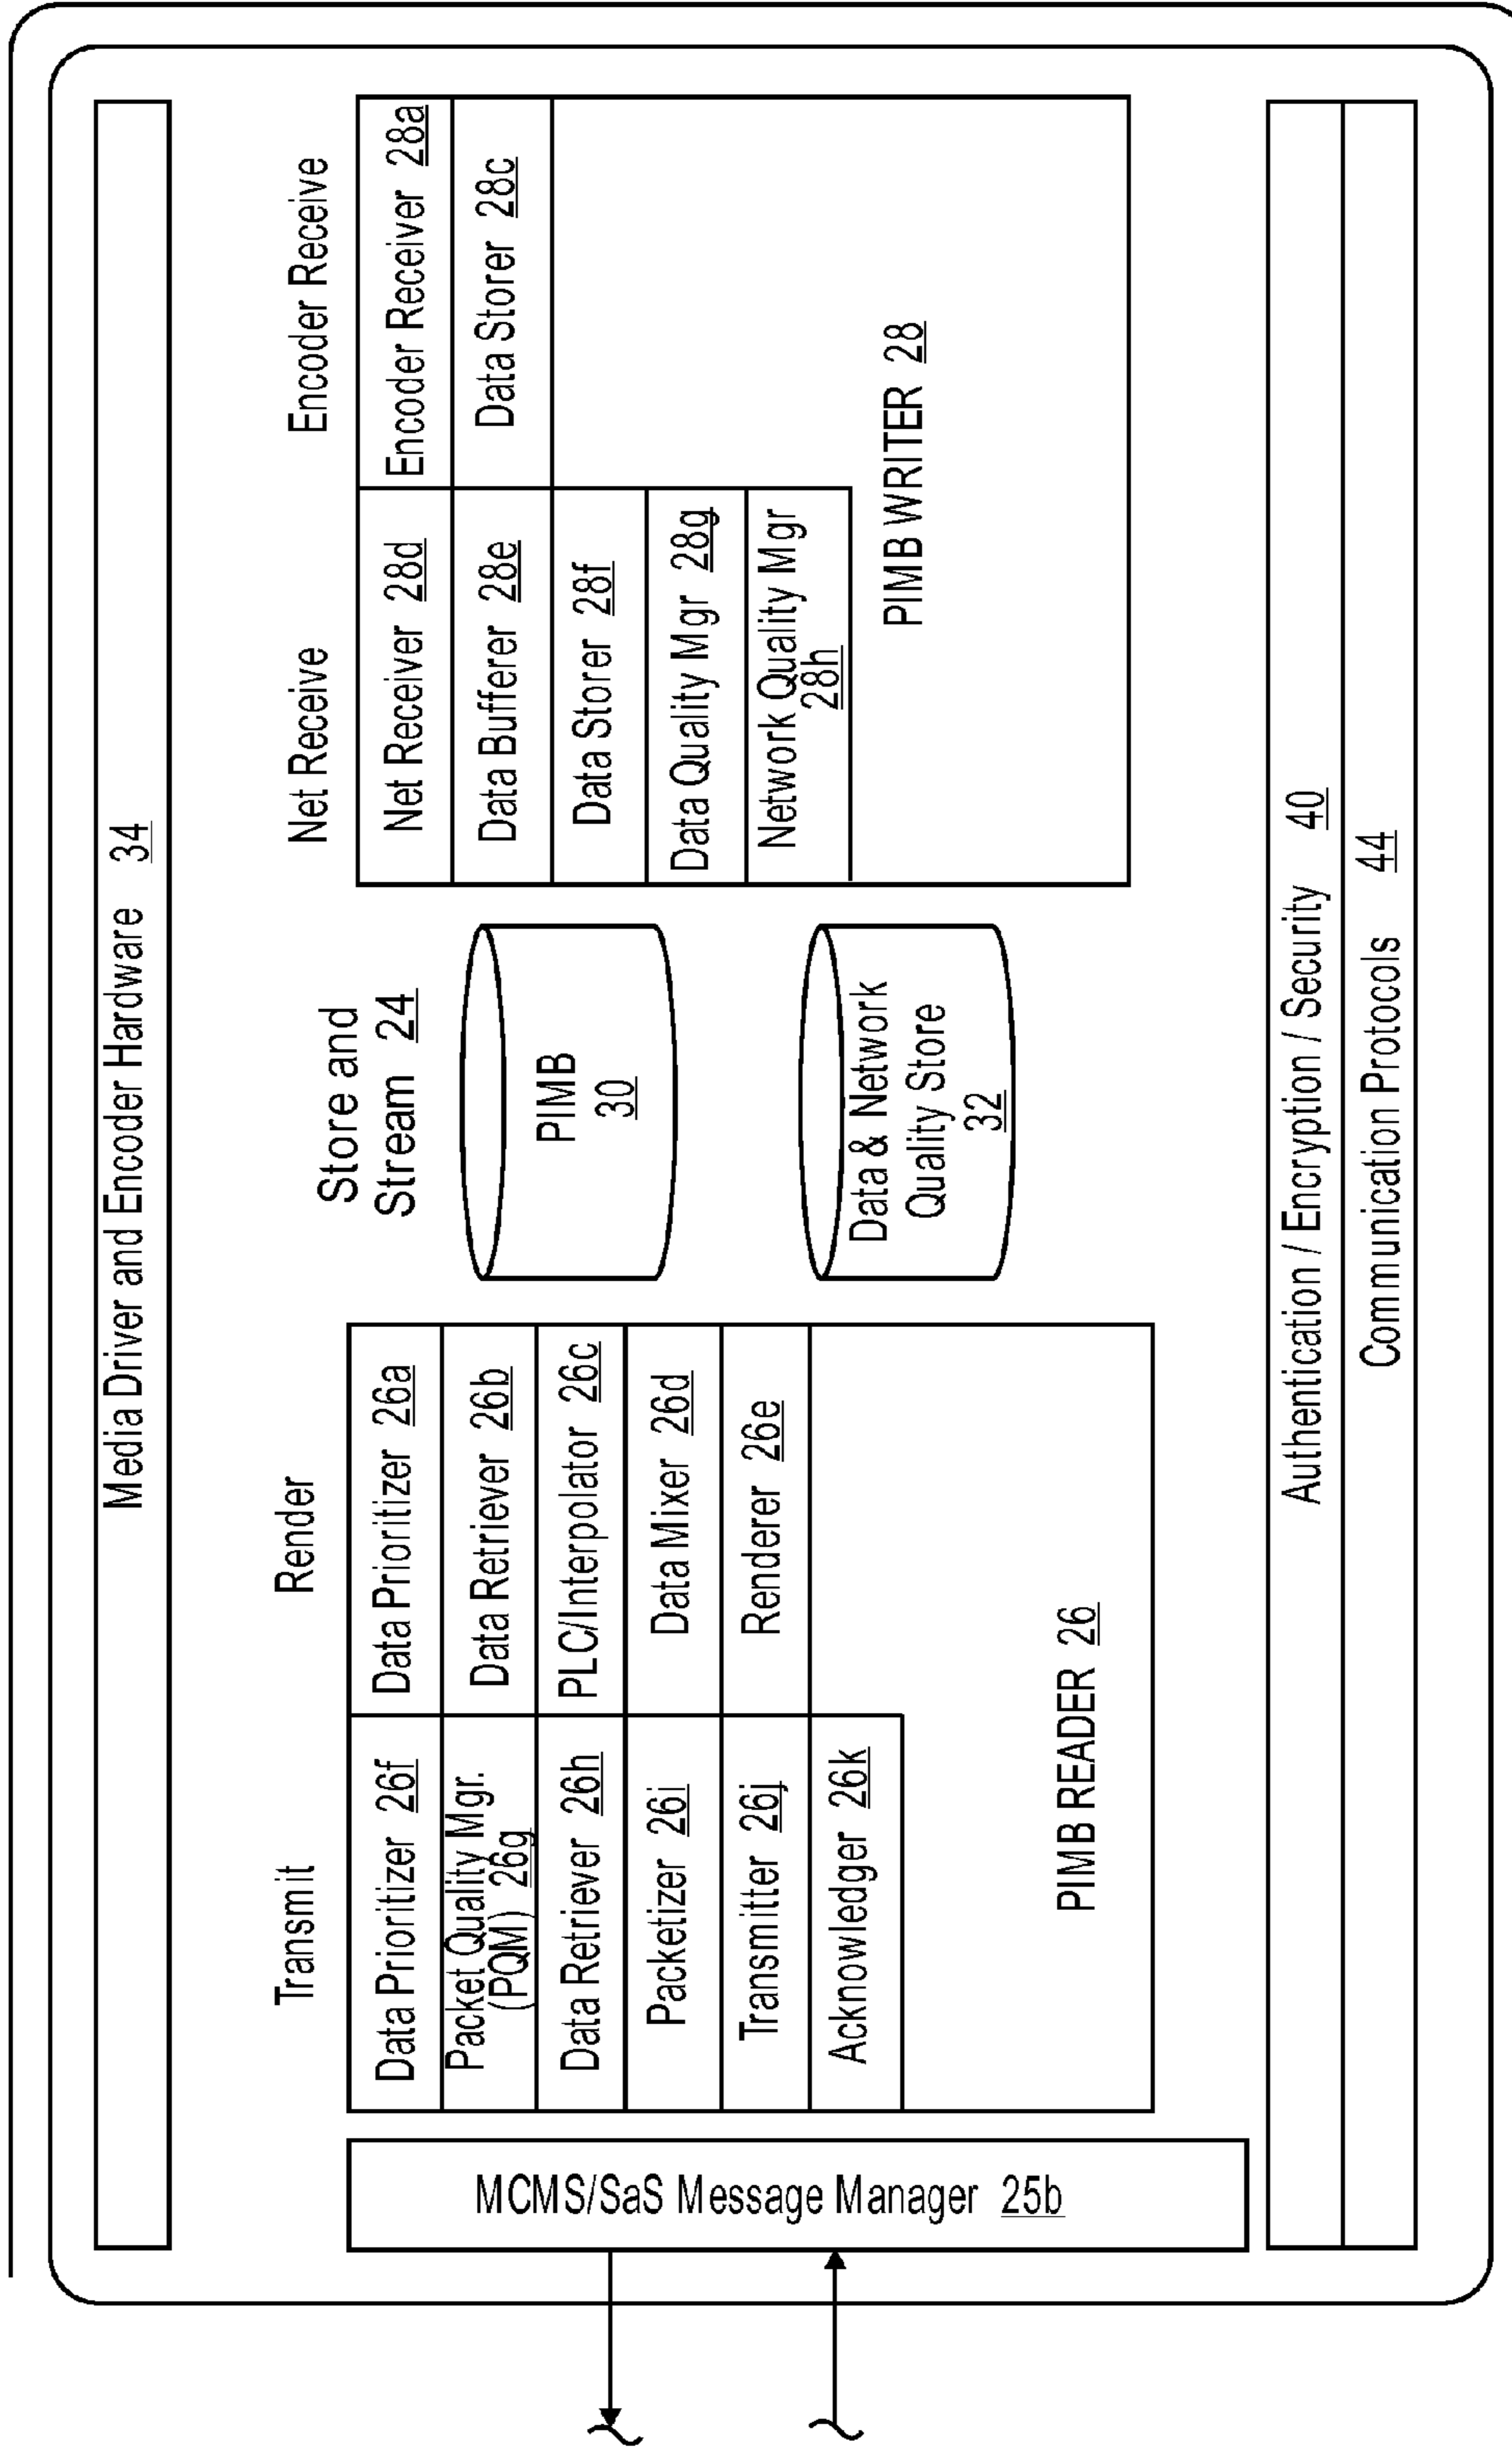 Media Driver and Encoder Hardware 34
Store and
Stream 24
MCMS/SaS Message Manager 25b
Transmit
Data Prioritizer 26f
Packet Quality Mgr.
(PQM) 26g
Data Retriever 26h
Packetizer 26i
Transmitter 26j
Acknowledger 26k
Render
Data Prioritizer 26a
Data Retriever 26b
PLC/Interpolator 26c
Data Mixer 26d
Renderer 26e
PIMB READER 26
PIMB
30
Data & Network
Quality Store
32
Net Receive
Net Receiver 28d
Data Bufferer 28e
Data Storer 28f
Data Quality Mgr 28g
Network Quality Mgr
28h
Encoder Receive
Encoder Receiver 28a
Data Storer 28c
PIMB WRITER 28
Authentication / Encryption / Security 40
Communication Protocols 44